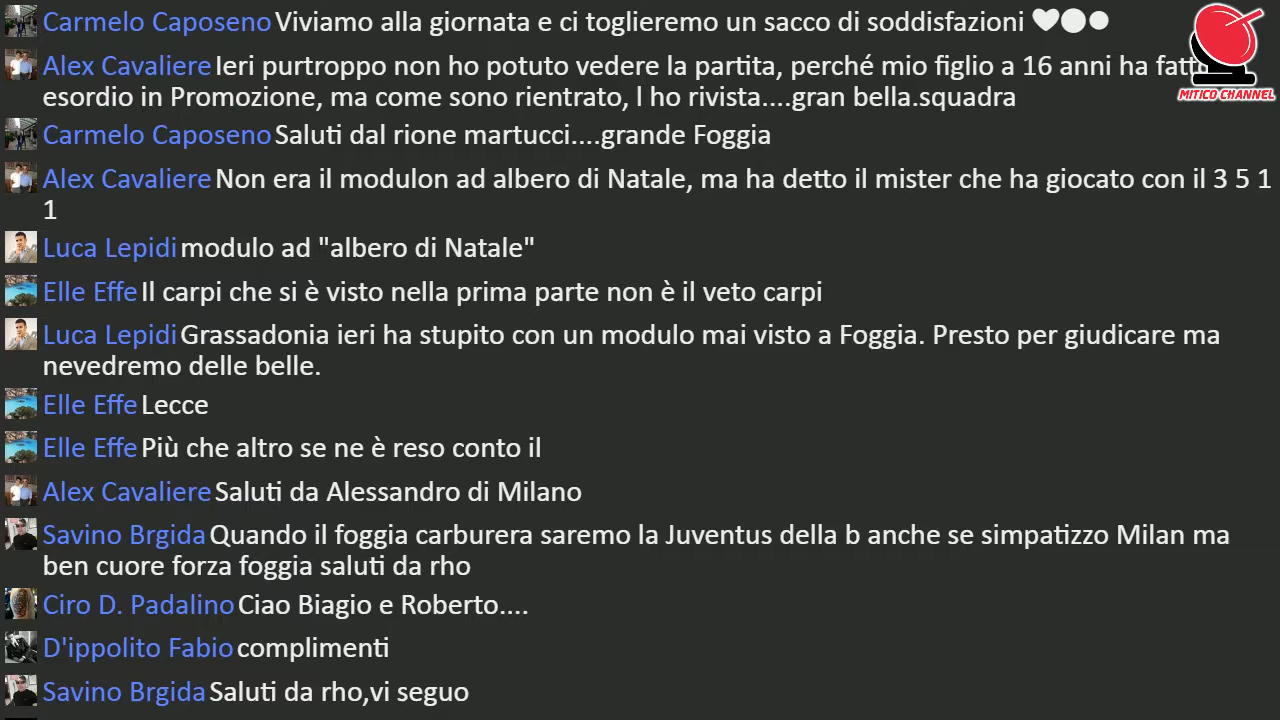 Carmelo Caposeno Viviamo alla giornata e ci toglieremo un sacco di soddisfazioni
Alex Cavaliere Ieri purtroppo non ho potuto vedere la partita, perché mio figlio a 16 anni ha fatto
esordio in Promozione, ma come sono rientrato, l ho rivista....gran bella.squadra
MITICO CHANNEL
Carmelo Caposeno Saluti dal rione martucci....grande Foggia
Alex Cavaliere Non era il modulon ad albero di Natale, ma ha detto il mister che ha giocato con il 3 5 1
1
Luca Lepidi modulo ad "albero di Natale"
Elle Effe Il carpi che si è visto nella prima parte non è il veto carpi
Luca Lepidi Grassadonia ieri ha stupito con un modulo mai visto a Foggia. Presto per giudicare ma
nevedremo delle belle.
Elle Effe Lecce
Elle Effe Più che altro se ne è reso conto il
Alex Cavaliere Saluti da Alessandro di Milano
Savino Brgida Quando il foggia carburera saremo la Juventus della b anche se simpatizzo Milan ma
ben cuore forza foggia saluti da rho
Ciro D. Padalino Ciao Biagio e Roberto....
D'ippolito Fabio complimenti
Savino Brgida Saluti da rho,vi seguo